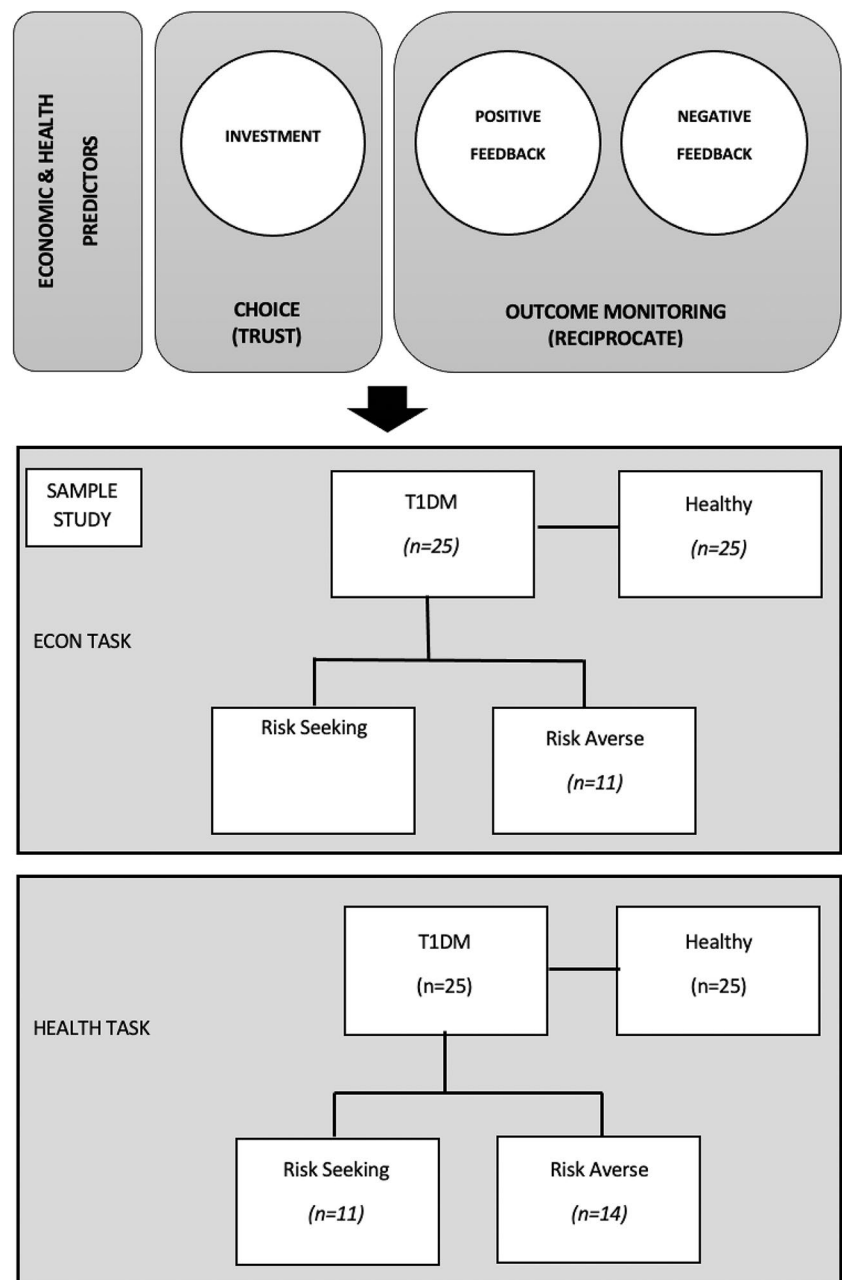 ECONOMIC & HEALTH
PREDICTORS
INVESTMENT
CHOICE
(TRUST)
POSITIVE
FEEDBACK
NEGATIVE
FEEDBACK
OUTCOME MONITORING
(RECIPROCATE)
SAMPLE
STUDY
ECON TASK
T1DM
(n=25)
Healthy
(n=25)
Risk Seeking
Risk Averse
(n=11)
HEALTH TASK
T1DM
(n=25)
Healthy
(n=25)
Risk Seeking
(n=11)
Risk Averse
(n=14)